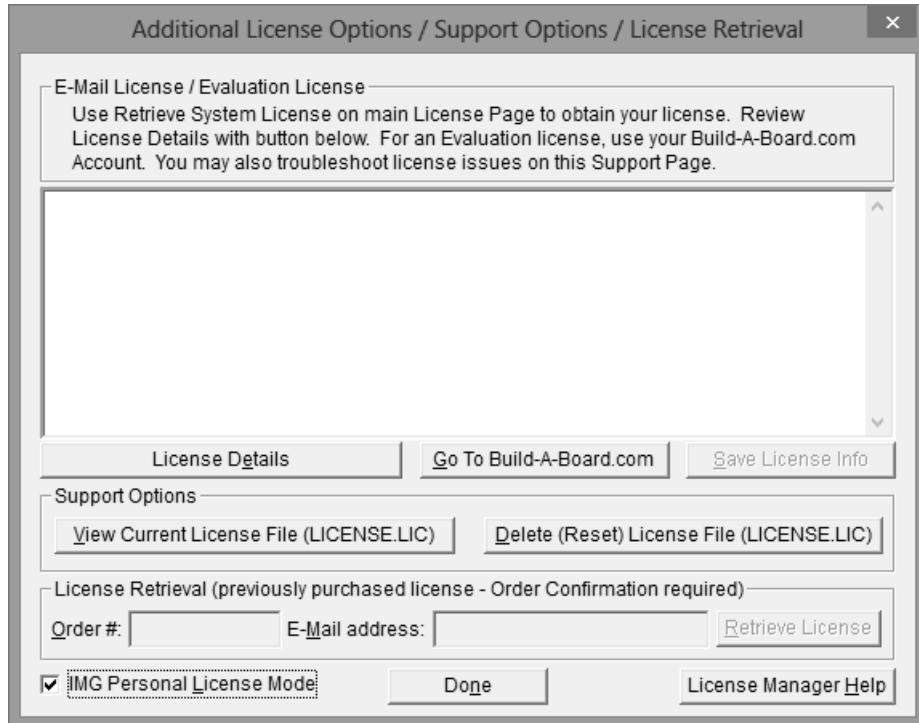 Additional License Options / Support Options / License Retrieval
E-Mail License / Evaluation License
Use Retrieve System License on main License Page to obtain your license. Review
License Details with button below. For an Evaluation license, use your Build-A-Board.com
Account. You may also troubleshoot license issues on this Support Page.
License Details
Go To Build-A-Board.com
Save License Info
Support Options
View Current License File (LICENSE.LIC)
Delete (Reset) License File (LICENSE.LIC)
License Retrieval (previously purchased license - Order Confirmation required)
Order #:
E-Mail address:
Retrieve License
IMG Personal License Mode
Done
License Manager Help